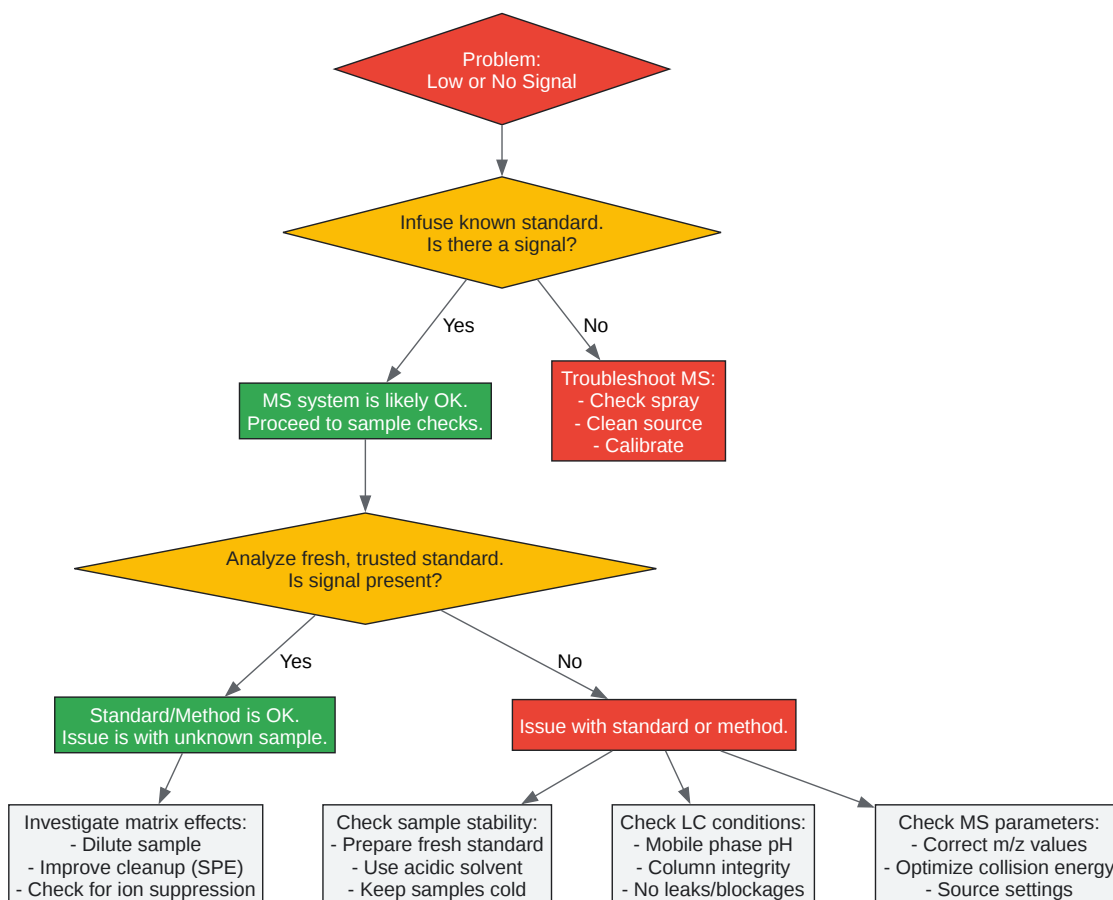 Problem:
Low or No Signal
Infuse known standard.
Is there a signal?
Yes
No
MS system is likely OK.
Proceed to sample checks.
Troubleshoot MS:
- Check spray
- Clean source
- Calibrate
Analyze fresh, trusted standard.
Is signal present?
Yes
No
Standard/Method is OK.
Issue is with unknown sample.
Issue with standard or method.
Investigate matrix effects:
- Dilute sample
- Improve cleanup (SPE)
- Check for ion suppression
Check sample stability:
- Prepare fresh standard
- Use acidic solvent
- Keep samples cold
Check LC conditions:
- Mobile phase pH
- Column integrity
- No leaks/blockages
Check MS parameters:
- Correct m/z values
- Optimize collision energy
- Source settings